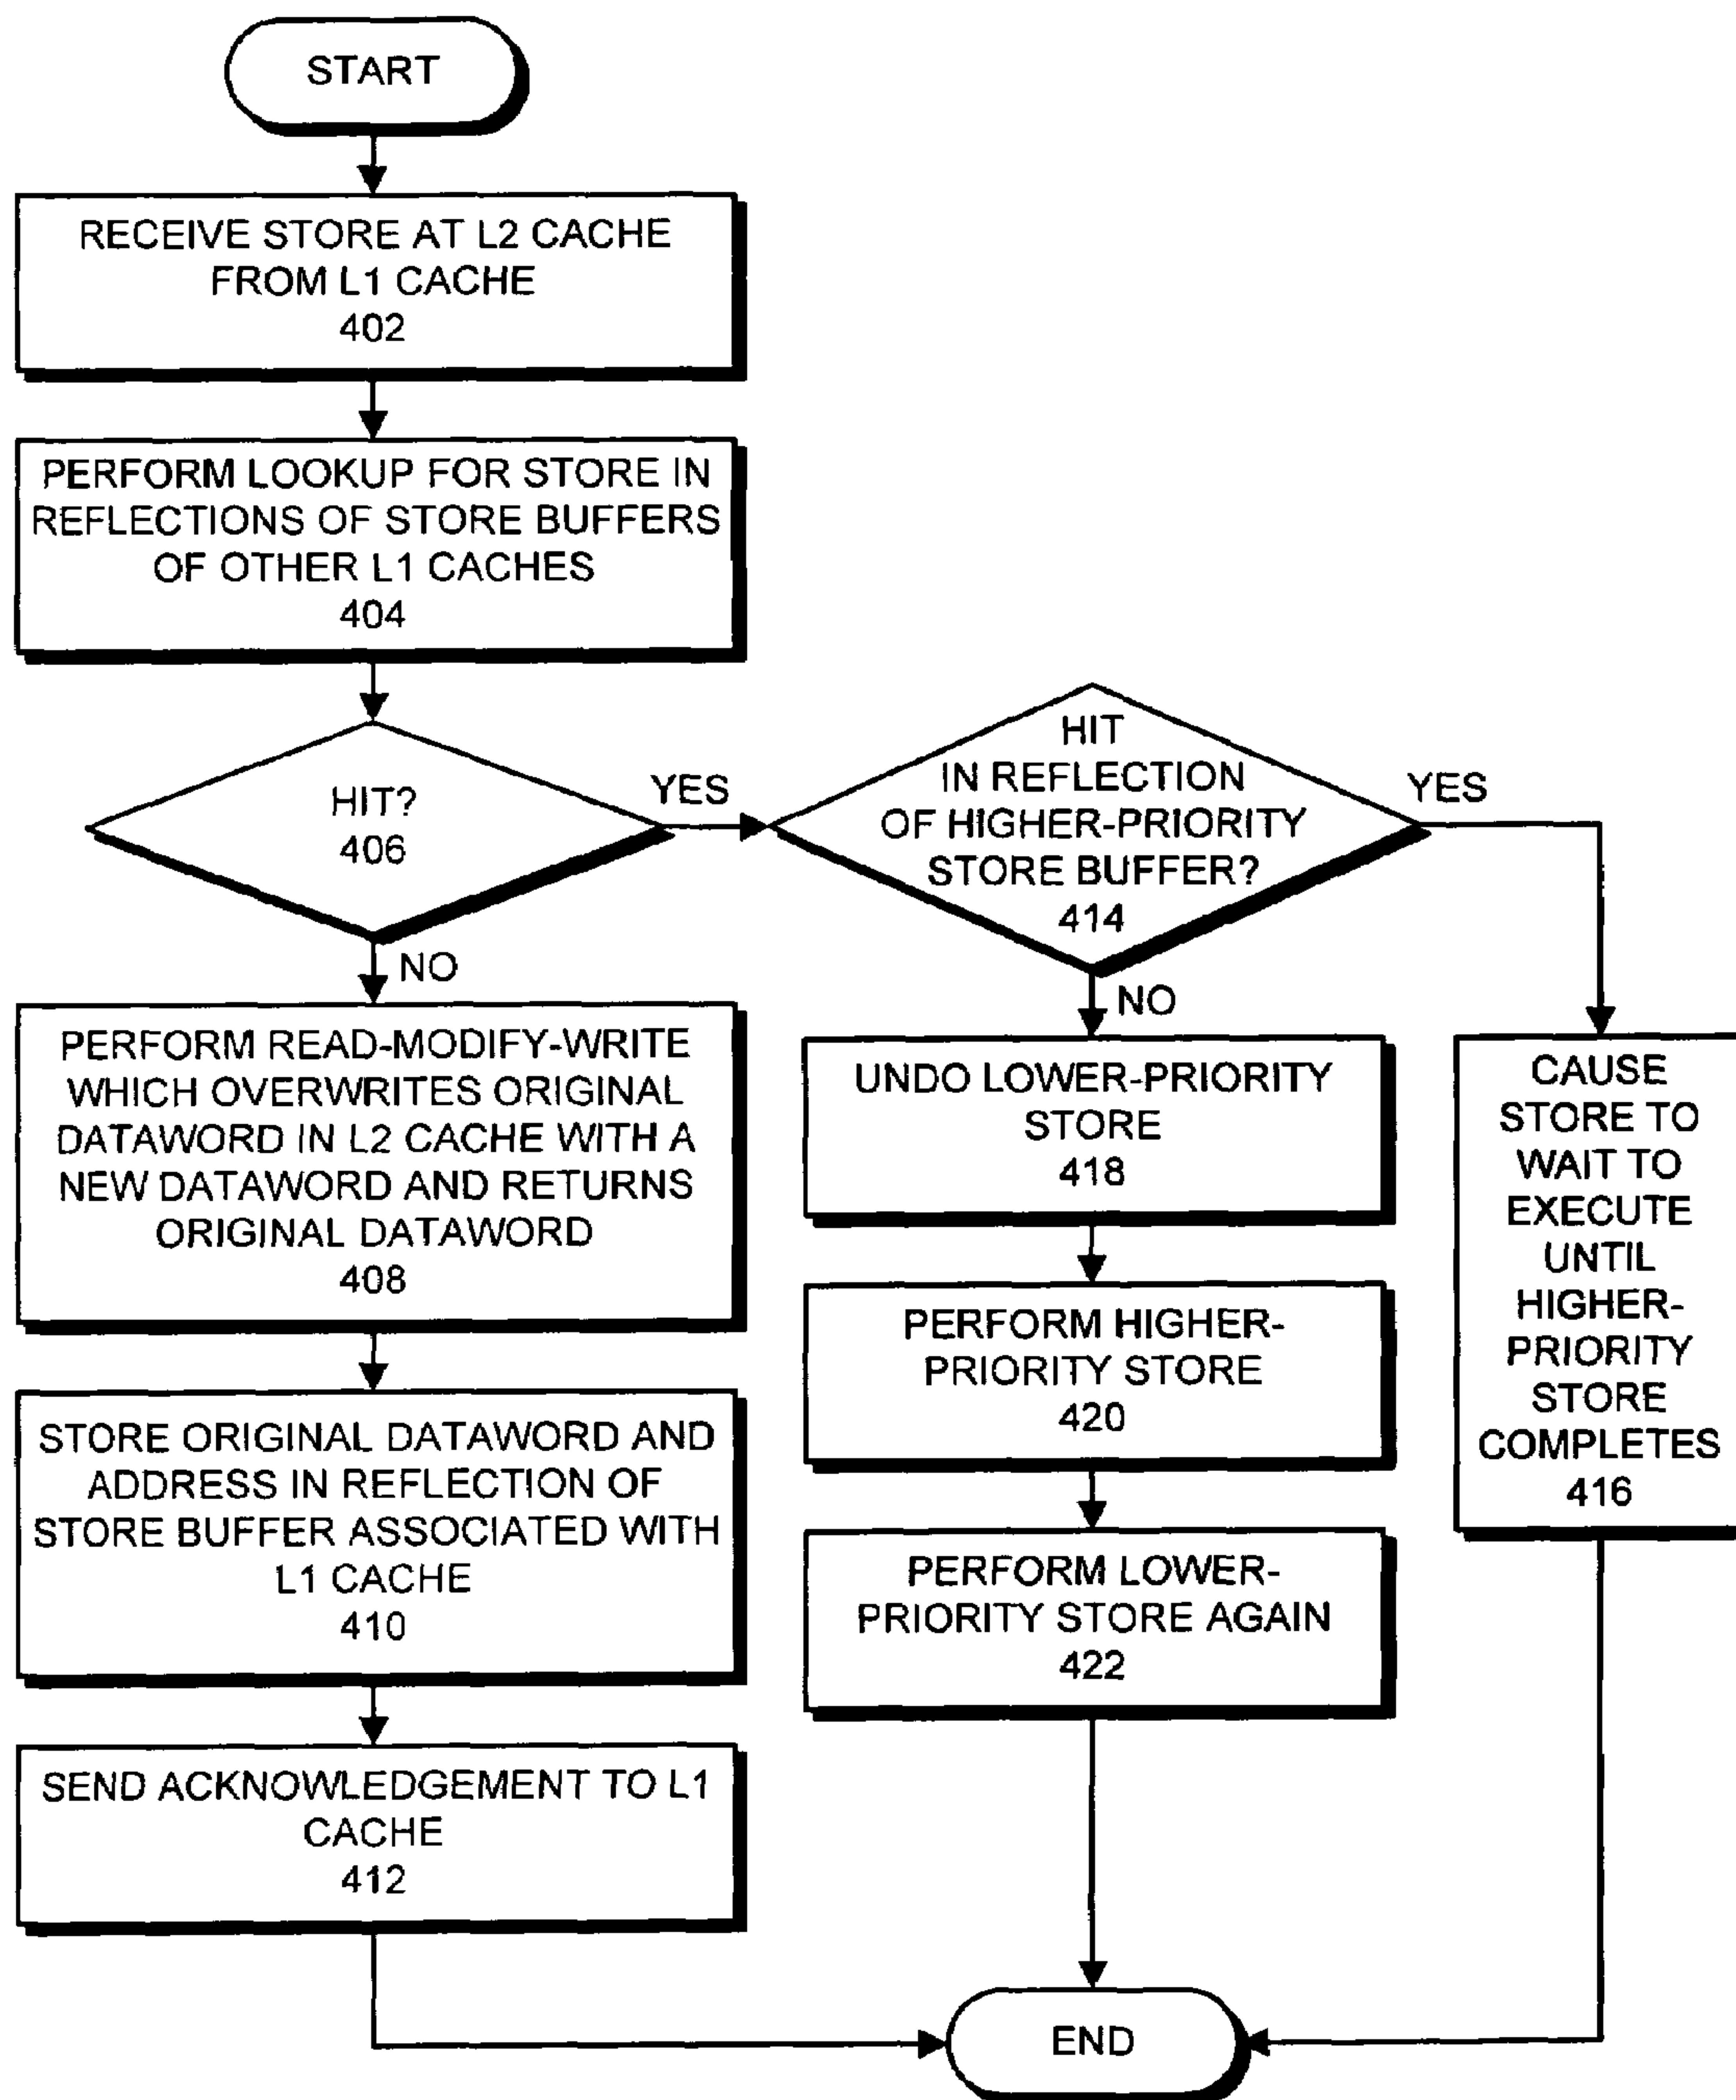 START
RECEIVE STORE AT L2 CACHE
FROM L1 CACHE
402
PERFORM LOOKUP FOR STORE IN
REFLECTIONS OF STORE BUFFERS
OF OTHER L1 CACHES
404
HIT?
406
YES
NO
HIT
IN REFLECTION
OF HIGHER-PRIORITY
STORE BUFFER?
414
YES
NO
PERFORM READ-MODIFY-WRITE
WHICH OVERWRITES ORIGINAL
DATAWORD IN L2 CACHE WITH A
NEW DATAWORD AND RETURNS
ORIGINAL DATAWORD
408
STORE ORIGINAL DATAWORD AND
ADDRESS IN REFLECTION OF
STORE BUFFER ASSOCIATED WITH
L1 CACHE
410
SEND ACKNOWLEDGEMENT TO L1
CACHE
412
UNDO LOWER-PRIORITY
STORE
418
PERFORM HIGHER-
PRIORITY STORE
420
PERFORM LOWER-
PRIORITY STORE AGAIN
422
CAUSE
STORE TO
WAIT TO
EXECUTE
UNTIL
HIGHER-
PRIORITY
STORE
COMPLETES
416
END